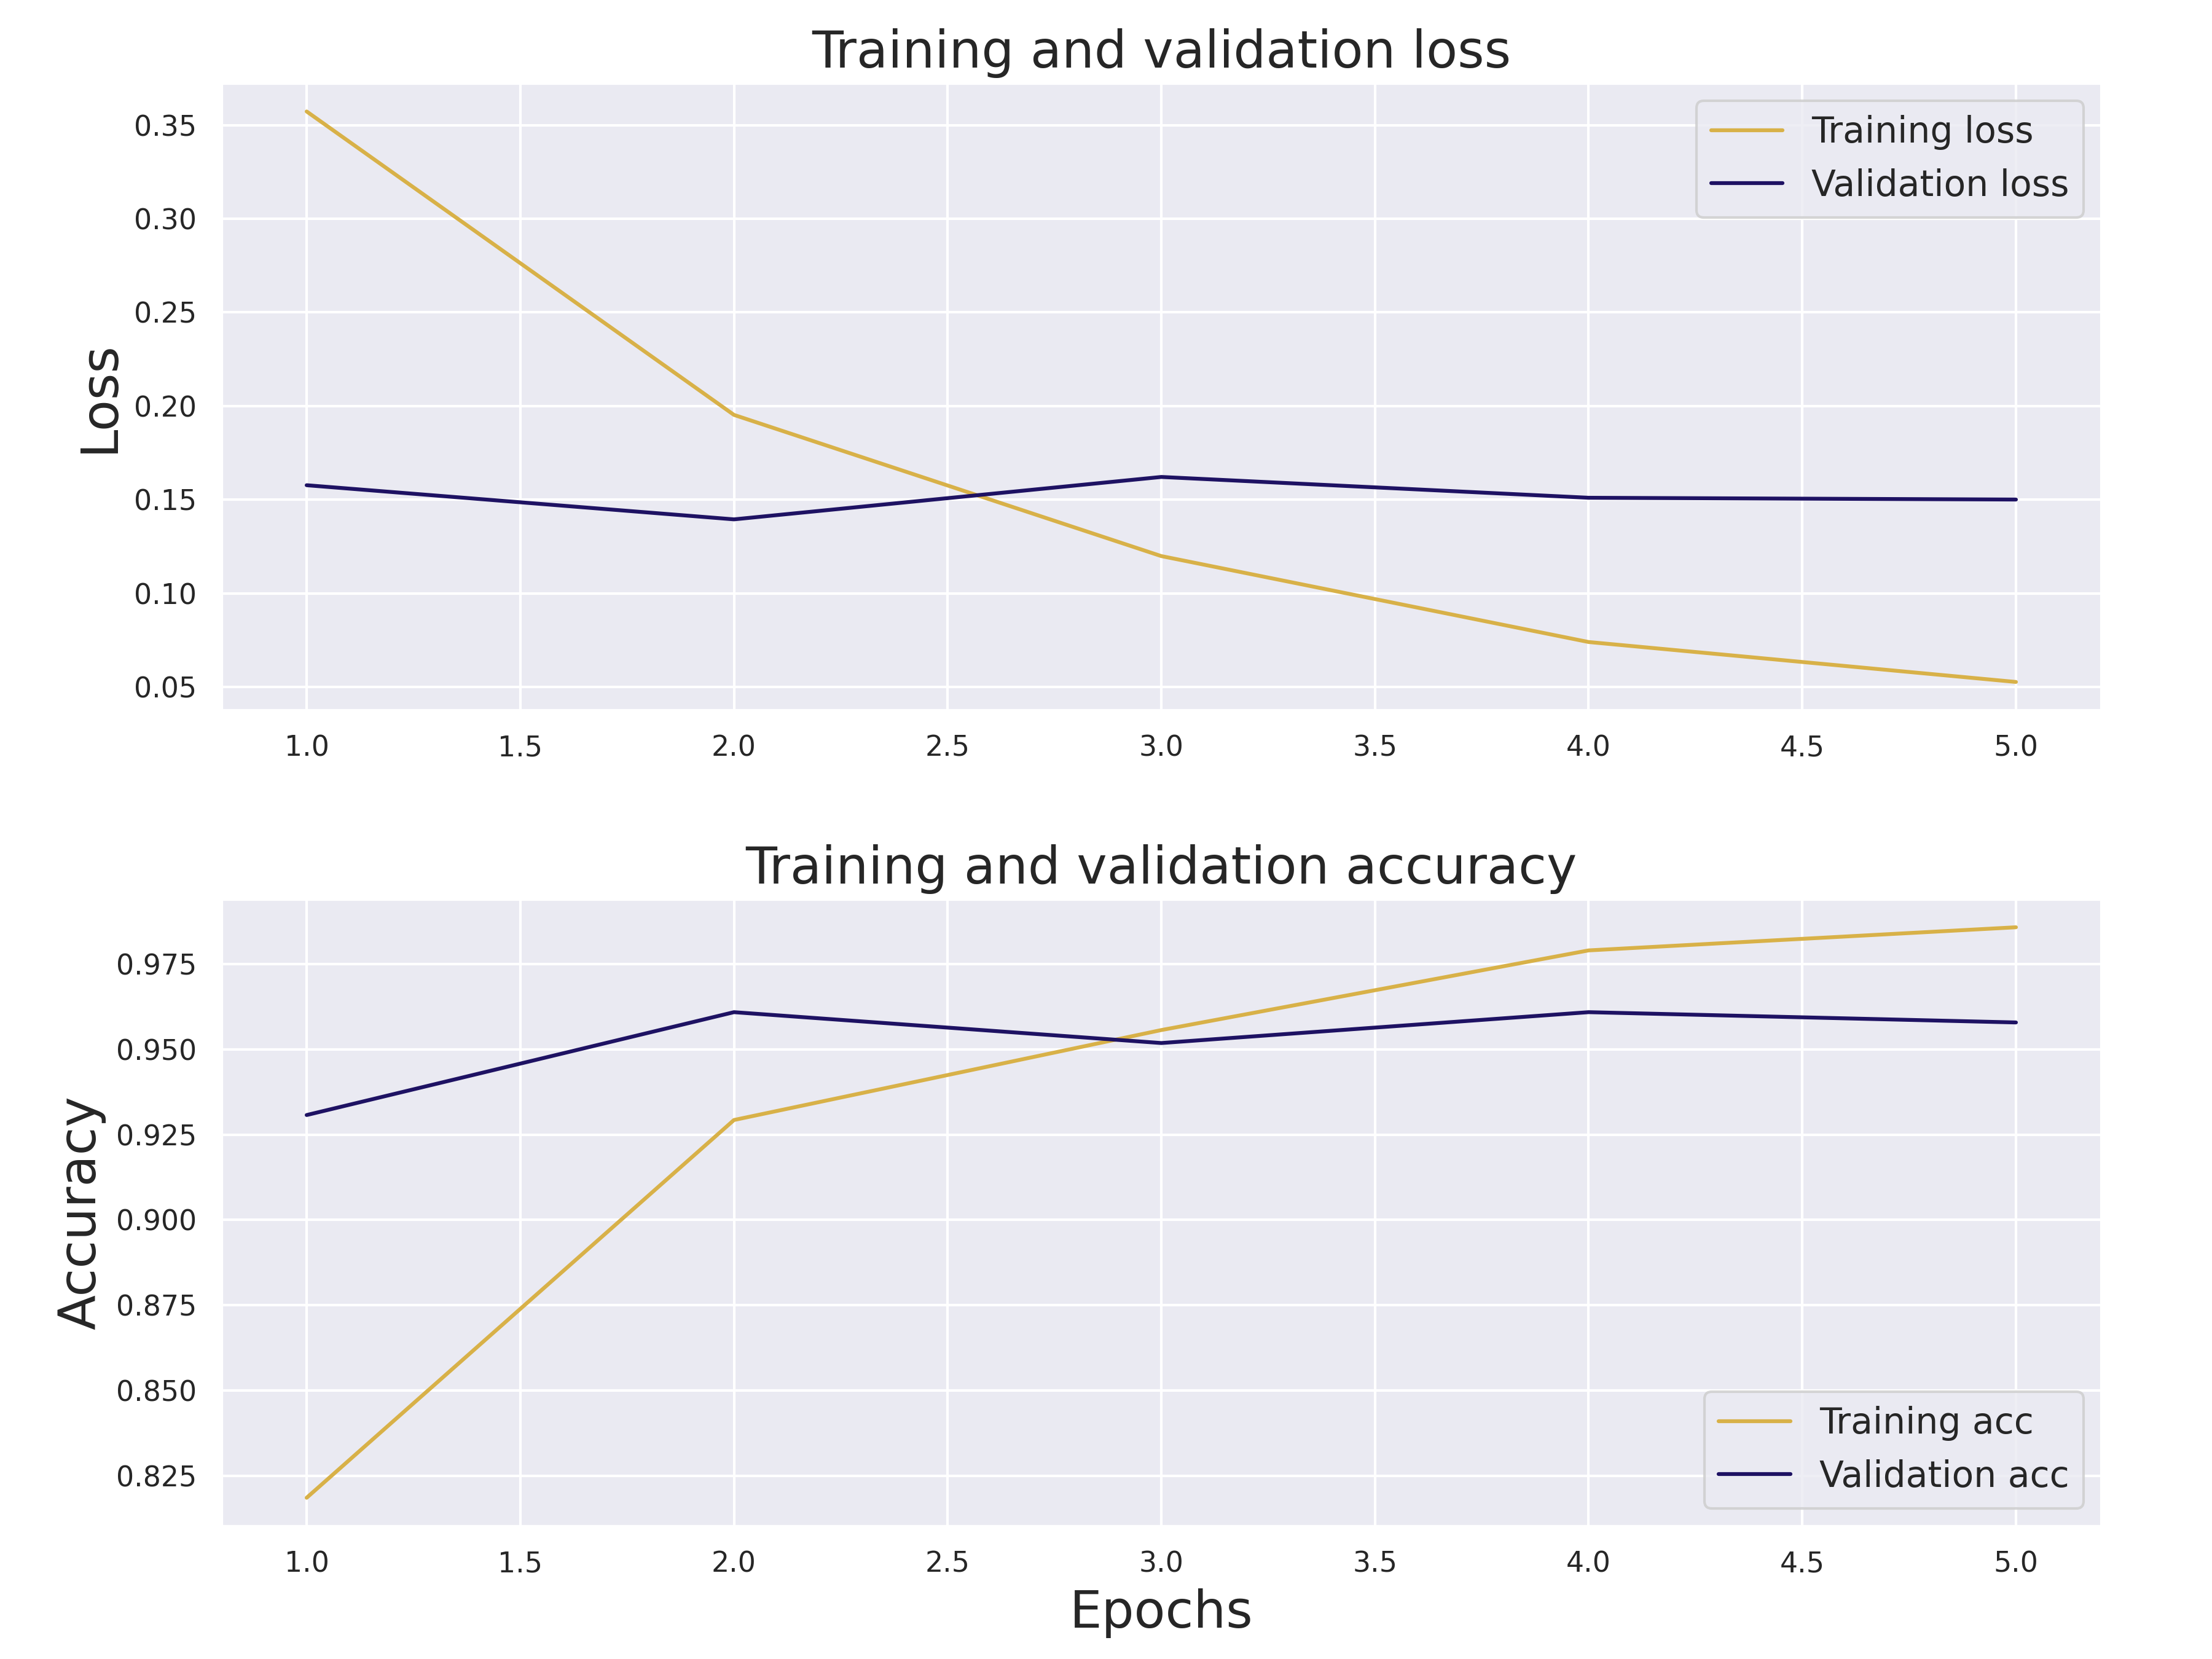 Training and validation loss
Loss
0.35
0.30
0.25
0.20
0.15
0.10
0.05
Training loss
Validation loss
1.0 1.5 2.0 2.5 3.0 3.5 4.0 4.5 5.0
Training and validation accuracy
Accuracy
0.975
0.950
0.925
0.900
0.875
0.850
0.825
Training acc
Validation acc
1.0 1.5 2.0 2.5 3.0 3.5 4.0 4.5 5.0
Epochs